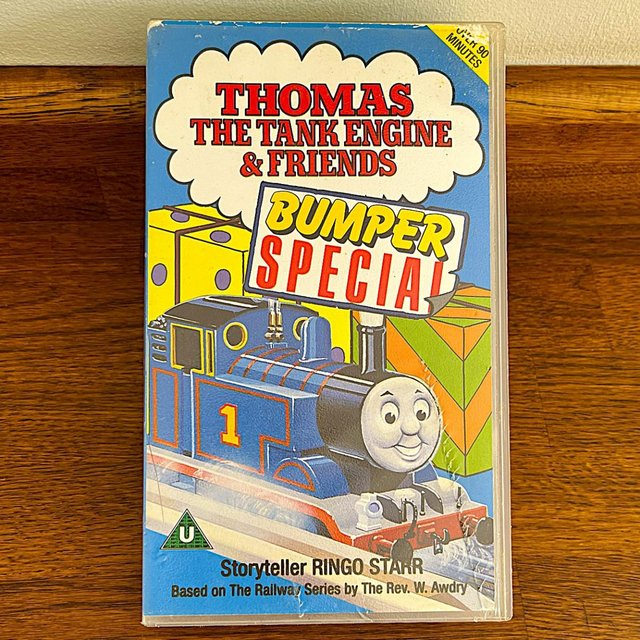 OVER 90
MINUTES
THOMAS
THE TANK ENGINE
& FRIENDS
BUMPER
SPECIAL
1
U
Storyteller RINGO STARR
Based on The Railway Series by The Rev. W. Awdry